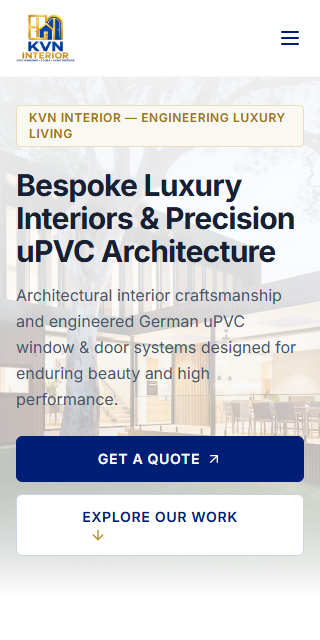 KVN
INTERIOR
KVN INTERIOR — ENGINEERING LUXURY
LIVING
Bespoke Luxury
Interiors & Precision
uPVC Architecture
Architectural interior craftsmanship
and engineered German uPVC
window & door systems designed for
enduring beauty and high
performance.
GET A QUOTE
EXPLORE OUR WORK